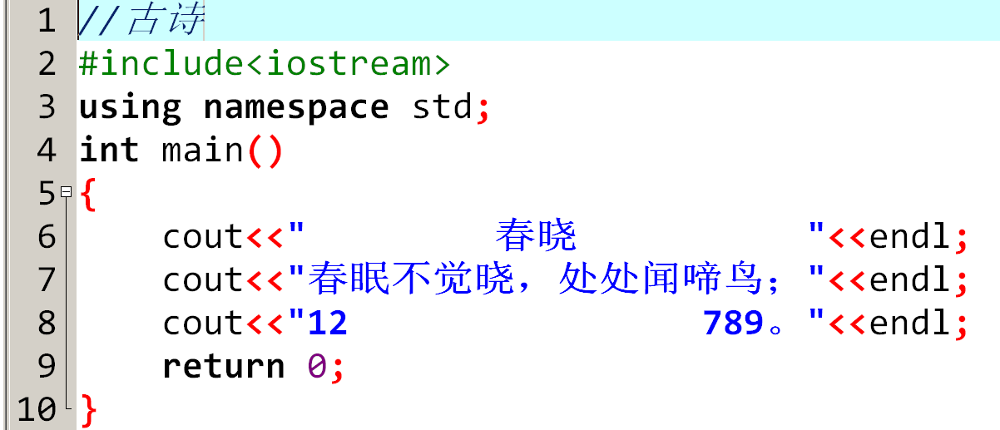 1 //古诗
2 #include<iostream>
3 using namespace std;
4 int main()
5 {
6     cout<<"         春晓           "<<endl;
7     cout<<"春眠不觉晓，处处闻啼鸟；"<<endl;
8     cout<<"12                 789。"<<endl;
9     return 0;
10 }